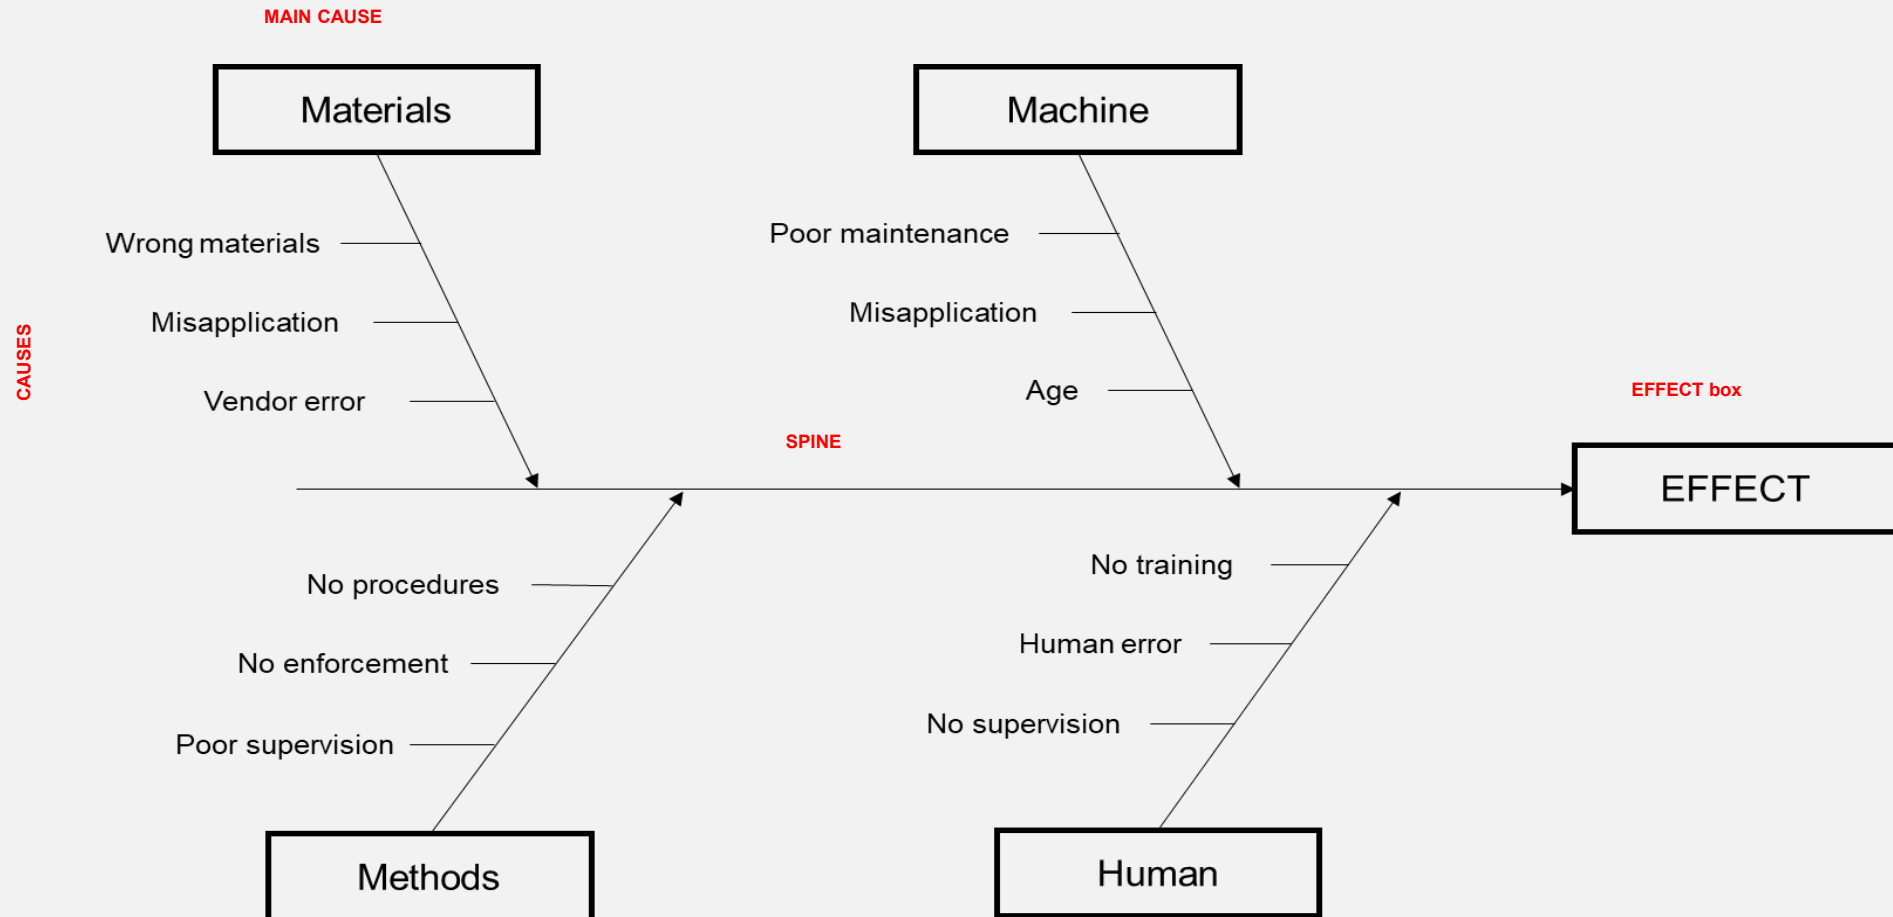 MAIN CAUSE
Materials
Machine
Wrong materials
Poor maintenance
Misapplication
Misapplication
Vendor error
Age
CAUSES
EFFECT box
SPINE
EFFECT
No procedures
No training
No enforcement
Human error
Poor supervision
No supervision
Methods
Human